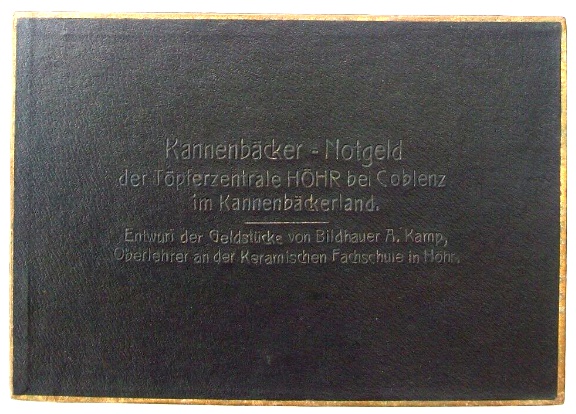 Kannenbäcker-Notgeld
der Töpferzentrale HÖHR bei Coblenz
im Kannenbäckerland.
Entwurf der Geldstücke von Bildhauer A. Kamp,
Oberlehrer an der Keramischen Fachschule in Höhr.